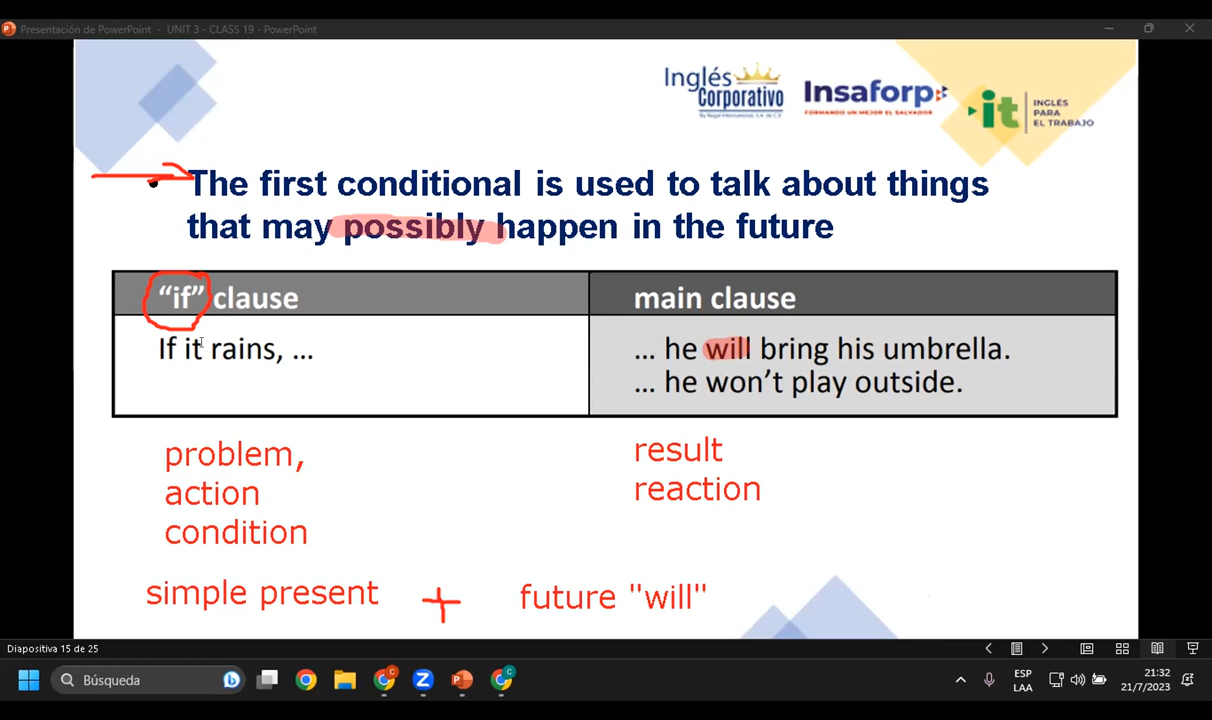 Presentación de PowerPoint - UNIT 3 - CLASS 19 - PowerPoint
Inglés
Corporativo
Insaforp
FORMANDO UN MEJOR EL SALVADOR
it
INGLÉS
PARA
EL TRABAJO
• The first conditional is used to talk about things
that may possibly happen in the future
“if” clause main clause
If it rains, ... ... he will bring his umbrella.
... he won’t play outside.
problem, result
action reaction
condition
simple present + future "will"
Diapositiva 15 de 25
Búsqueda
ESP
LAA
21:32
21/7/2023